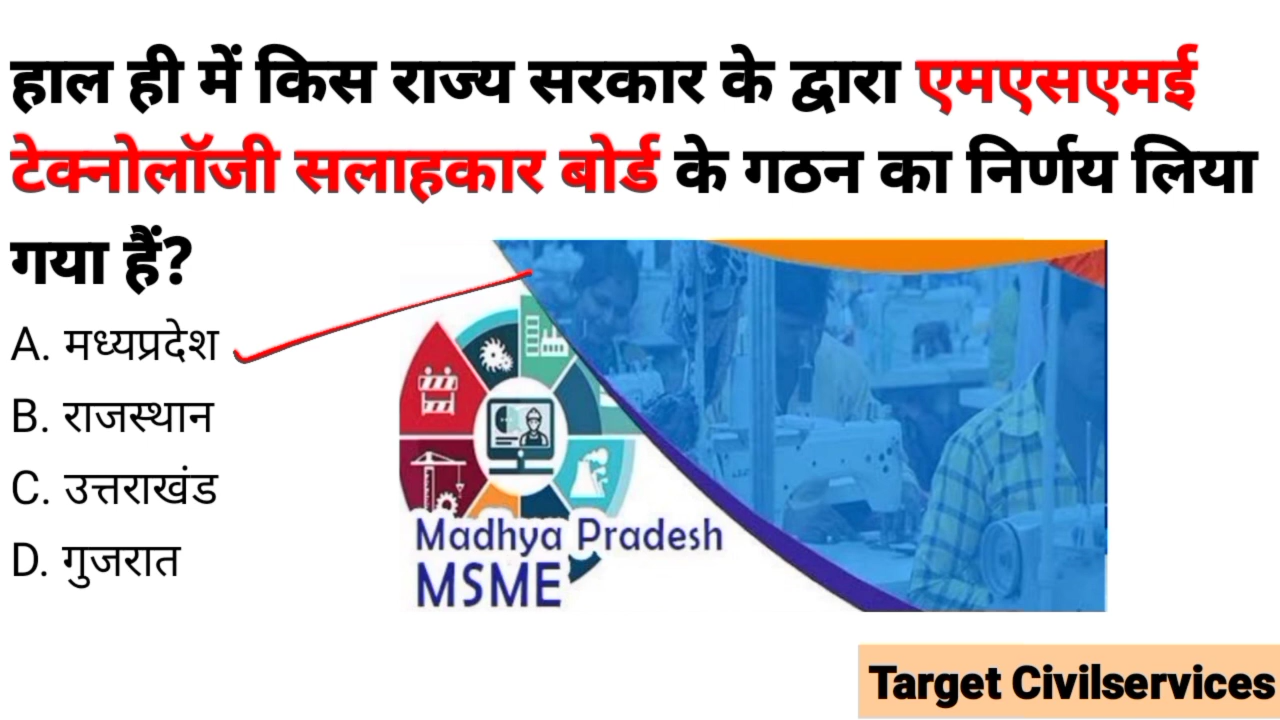 हाल ही में किस राज्य सरकार के द्वारा एमएसएमई
टेक्नोलॉजी सलाहकार बोर्ड के गठन का निर्णय लिया
गया हैं?
A. मध्यप्रदेश
B. राजस्थान
C. उत्तराखंड
D. गुजरात
Madhya Pradesh
MSME
Target Civilservices